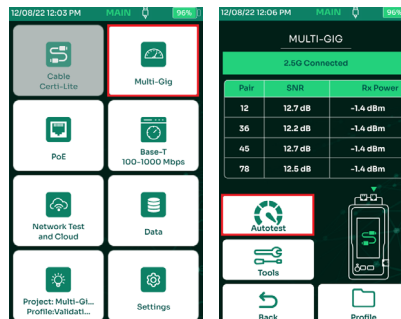 12/08/22 12:03 PM MAIN 96%
Cable
Certi-Lite
Multi-Gig
PoE
Base-T
100-1000 Mbps
Network Test
and Cloud
Data
Project: Multi-Gi...
Profile:Validati...
Settings
12/08/22 12:06 PM MAIN 96%
MULTI-GIG
2.5G Connected
Pair SNR Rx Power
12 12.7 dB -1.4 dBm
36 12.2 dB -1.4 dBm
45 12.7 dB -1.4 dBm
78 12.5 dB -1.4 dBm
Autotest
Tools
Back
Profile